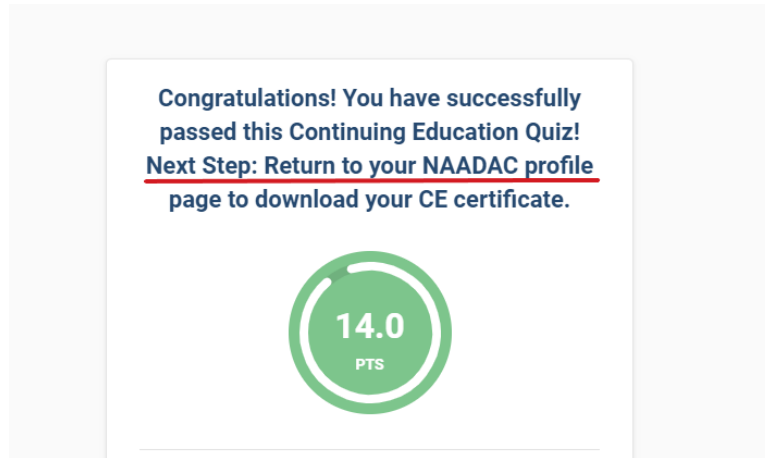 Congratulations! You have successfully
passed this Continuing Education Quiz!
Next Step: Return to your NAADAC profile
page to download your CE certificate.
14.0
PTS